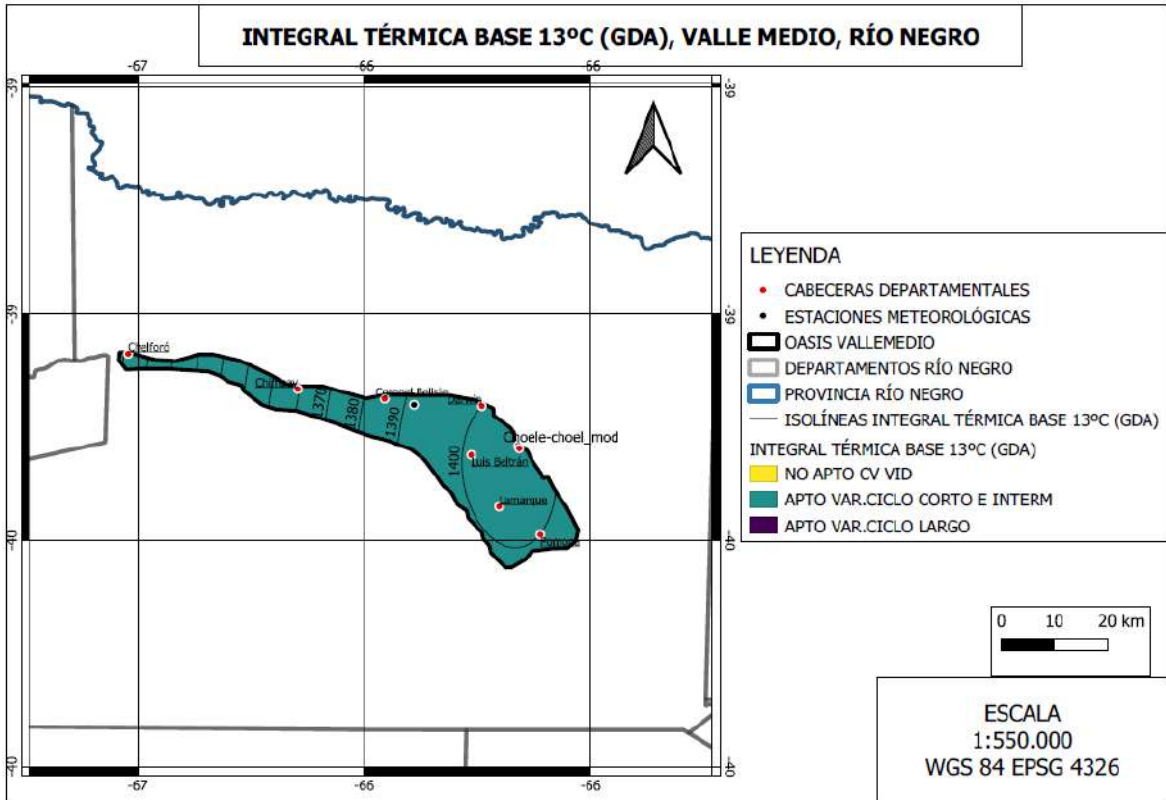 INTEGRAL TÉRMICA BASE 13ºC (GDA), VALLE MEDIO, RÍO NEGRO
-67
-66
-66
-39
-39
-39
-39
-40
-40
-40
-40
-67
-66
-66
Chelforó
Chimpay
1370
1380
1390
1400
Choele-choel_mod
Luis Beltrán
Lamarque
LEYENDA
CABECERAS DEPARTAMENTALES
ESTACIONES METEOROLÓGICAS
OASIS VALLEMEDIO
DEPARTAMENTOS RÍO NEGRO
PROVINCIA RÍO NEGRO
ISOLÍNEAS INTEGRAL TÉRMICA BASE 13ºC (GDA)
INTEGRAL TÉRMICA BASE 13ºC (GDA)
NO APTO CV VID
APTO VAR.CICLO CORTO E INTERM
APTO VAR.CICLO LARGO
0 10 20 km
ESCALA
1:550.000
WGS 84 EPSG 4326